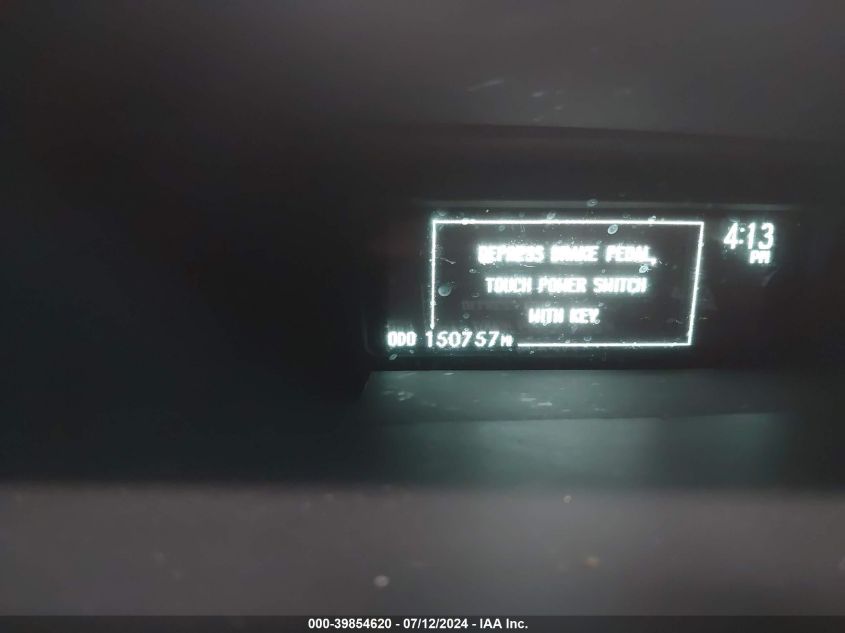 4:13
PM
DEPRESS BRAKE PEDAL,
TOUCH POWER SWITCH
WITH KEY.
ODO 150757MI
000-39854620 - 07/12/2024 - IAA Inc.